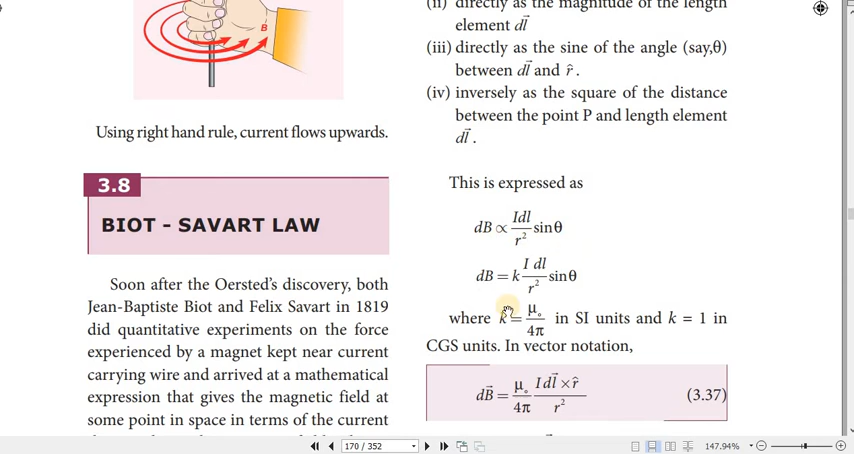 B
Using right hand rule, current flows upwards.
3.8
BIOT - SAVART LAW
Soon after the Oersted's discovery, both
Jean-Baptiste Biot and Felix Savart in 1819
did quantitative experiments on the force
experienced by a magnet kept near current
carrying wire and arrived at a mathematical
expression that gives the magnetic field at
some point in space in terms of the current
(ii) directly as the magnitude of the length
element dl⃗
(iii) directly as the sine of the angle (say,θ)
between dl⃗ and r̂ .
(iv) inversely as the square of the distance
between the point P and length element
dl⃗ .
This is expressed as
dB ∝ Idl/r² sinθ
dB = k I dl/r² sinθ
where k = μ∘/4π in SI units and k = 1 in
CGS units. In vector notation,
dB⃗ = μ∘/4π Idl⃗ × r̂/r² (3.37)
170 / 352
147.94%